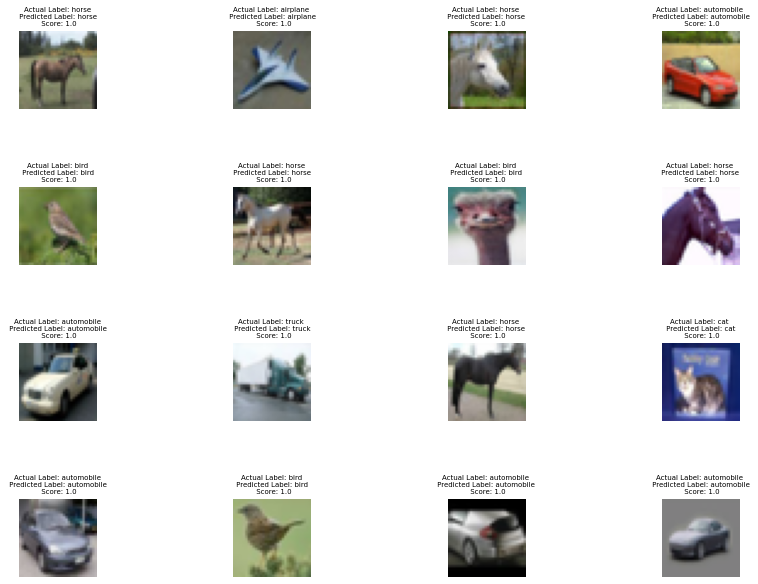 Actual Label: horse
Predicted Label: horse
Score: 1.0
Actual Label: airplane
Predicted Label: airplane
Score: 1.0
Actual Label: horse
Predicted Label: horse
Score: 1.0
Actual Label: automobile
Predicted Label: automobile
Score: 1.0
Actual Label: bird
Predicted Label: bird
Score: 1.0
Actual Label: horse
Predicted Label: horse
Score: 1.0
Actual Label: bird
Predicted Label: bird
Score: 1.0
Actual Label: horse
Predicted Label: horse
Score: 1.0
Actual Label: automobile
Predicted Label: automobile
Score: 1.0
Actual Label: truck
Predicted Label: truck
Score: 1.0
Actual Label: horse
Predicted Label: horse
Score: 1.0
Actual Label: cat
Predicted Label: cat
Score: 1.0
Actual Label: automobile
Predicted Label: automobile
Score: 1.0
Actual Label: bird
Predicted Label: bird
Score: 1.0
Actual Label: automobile
Predicted Label: automobile
Score: 1.0
Actual Label: automobile
Predicted Label: automobile
Score: 1.0